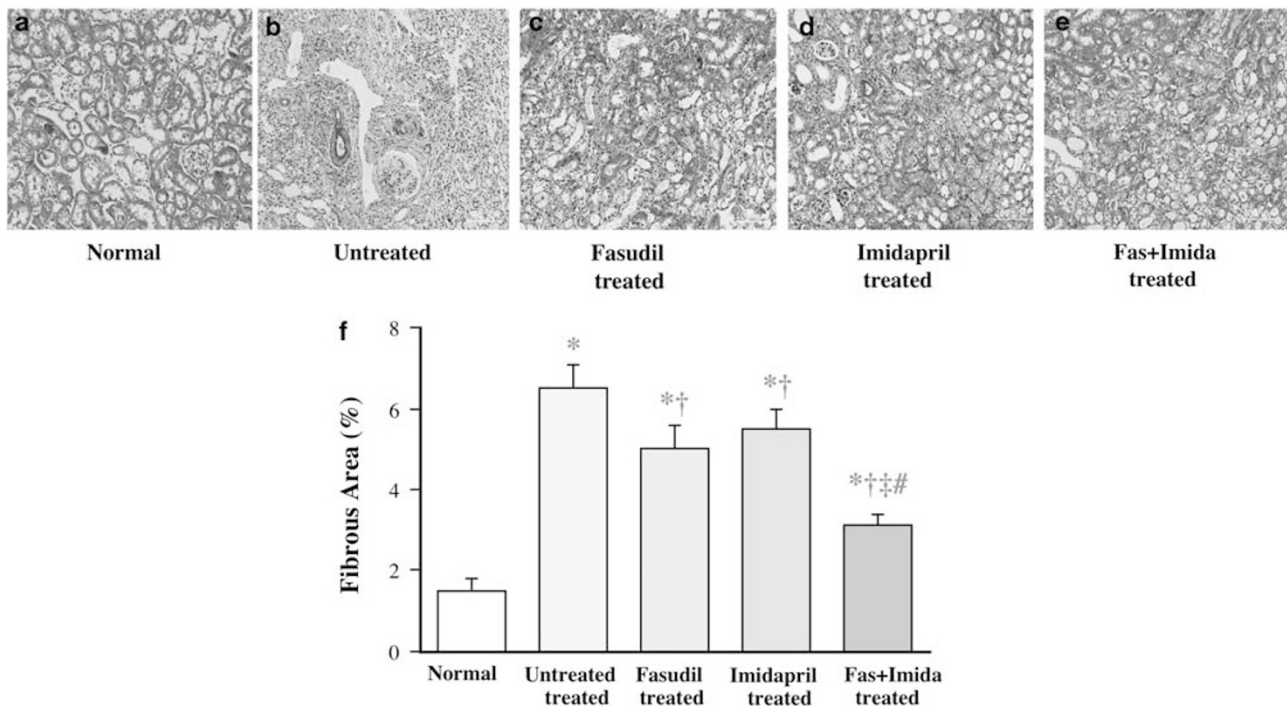 a b c d e
Normal Untreated Fasudil Imidapril Fas+Imida
treated treated treated
f
Fibrous Area (%)
8
6
4
2
0
*
*†
*†
*†‡#
Normal Untreated Fasudil Imidapril Fas+Imida
treated treated treated treated